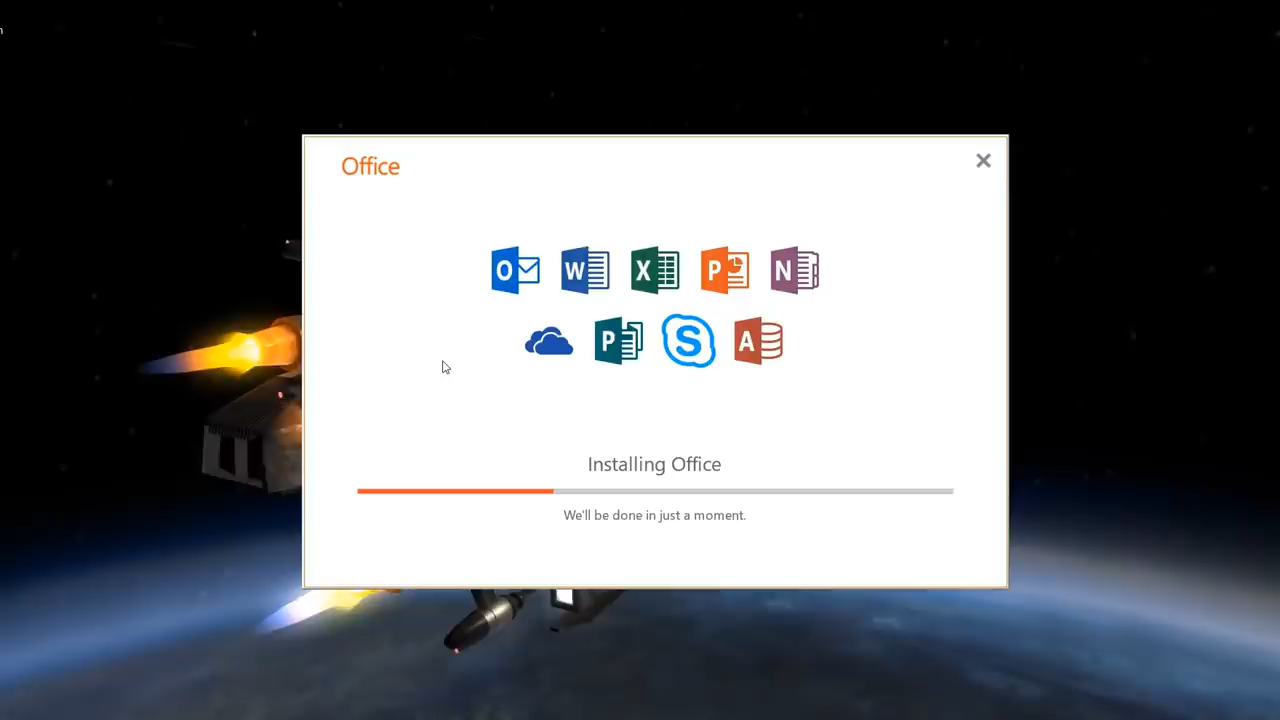 n
Office
O W X P N
P S A
Installing Office
We'll be done in just a moment.